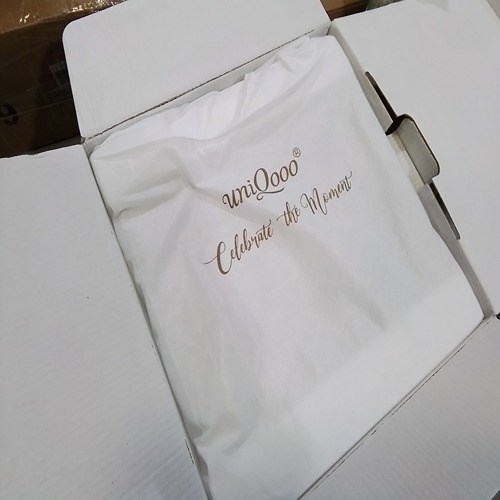 uniQooo®
Celebrate the Moment